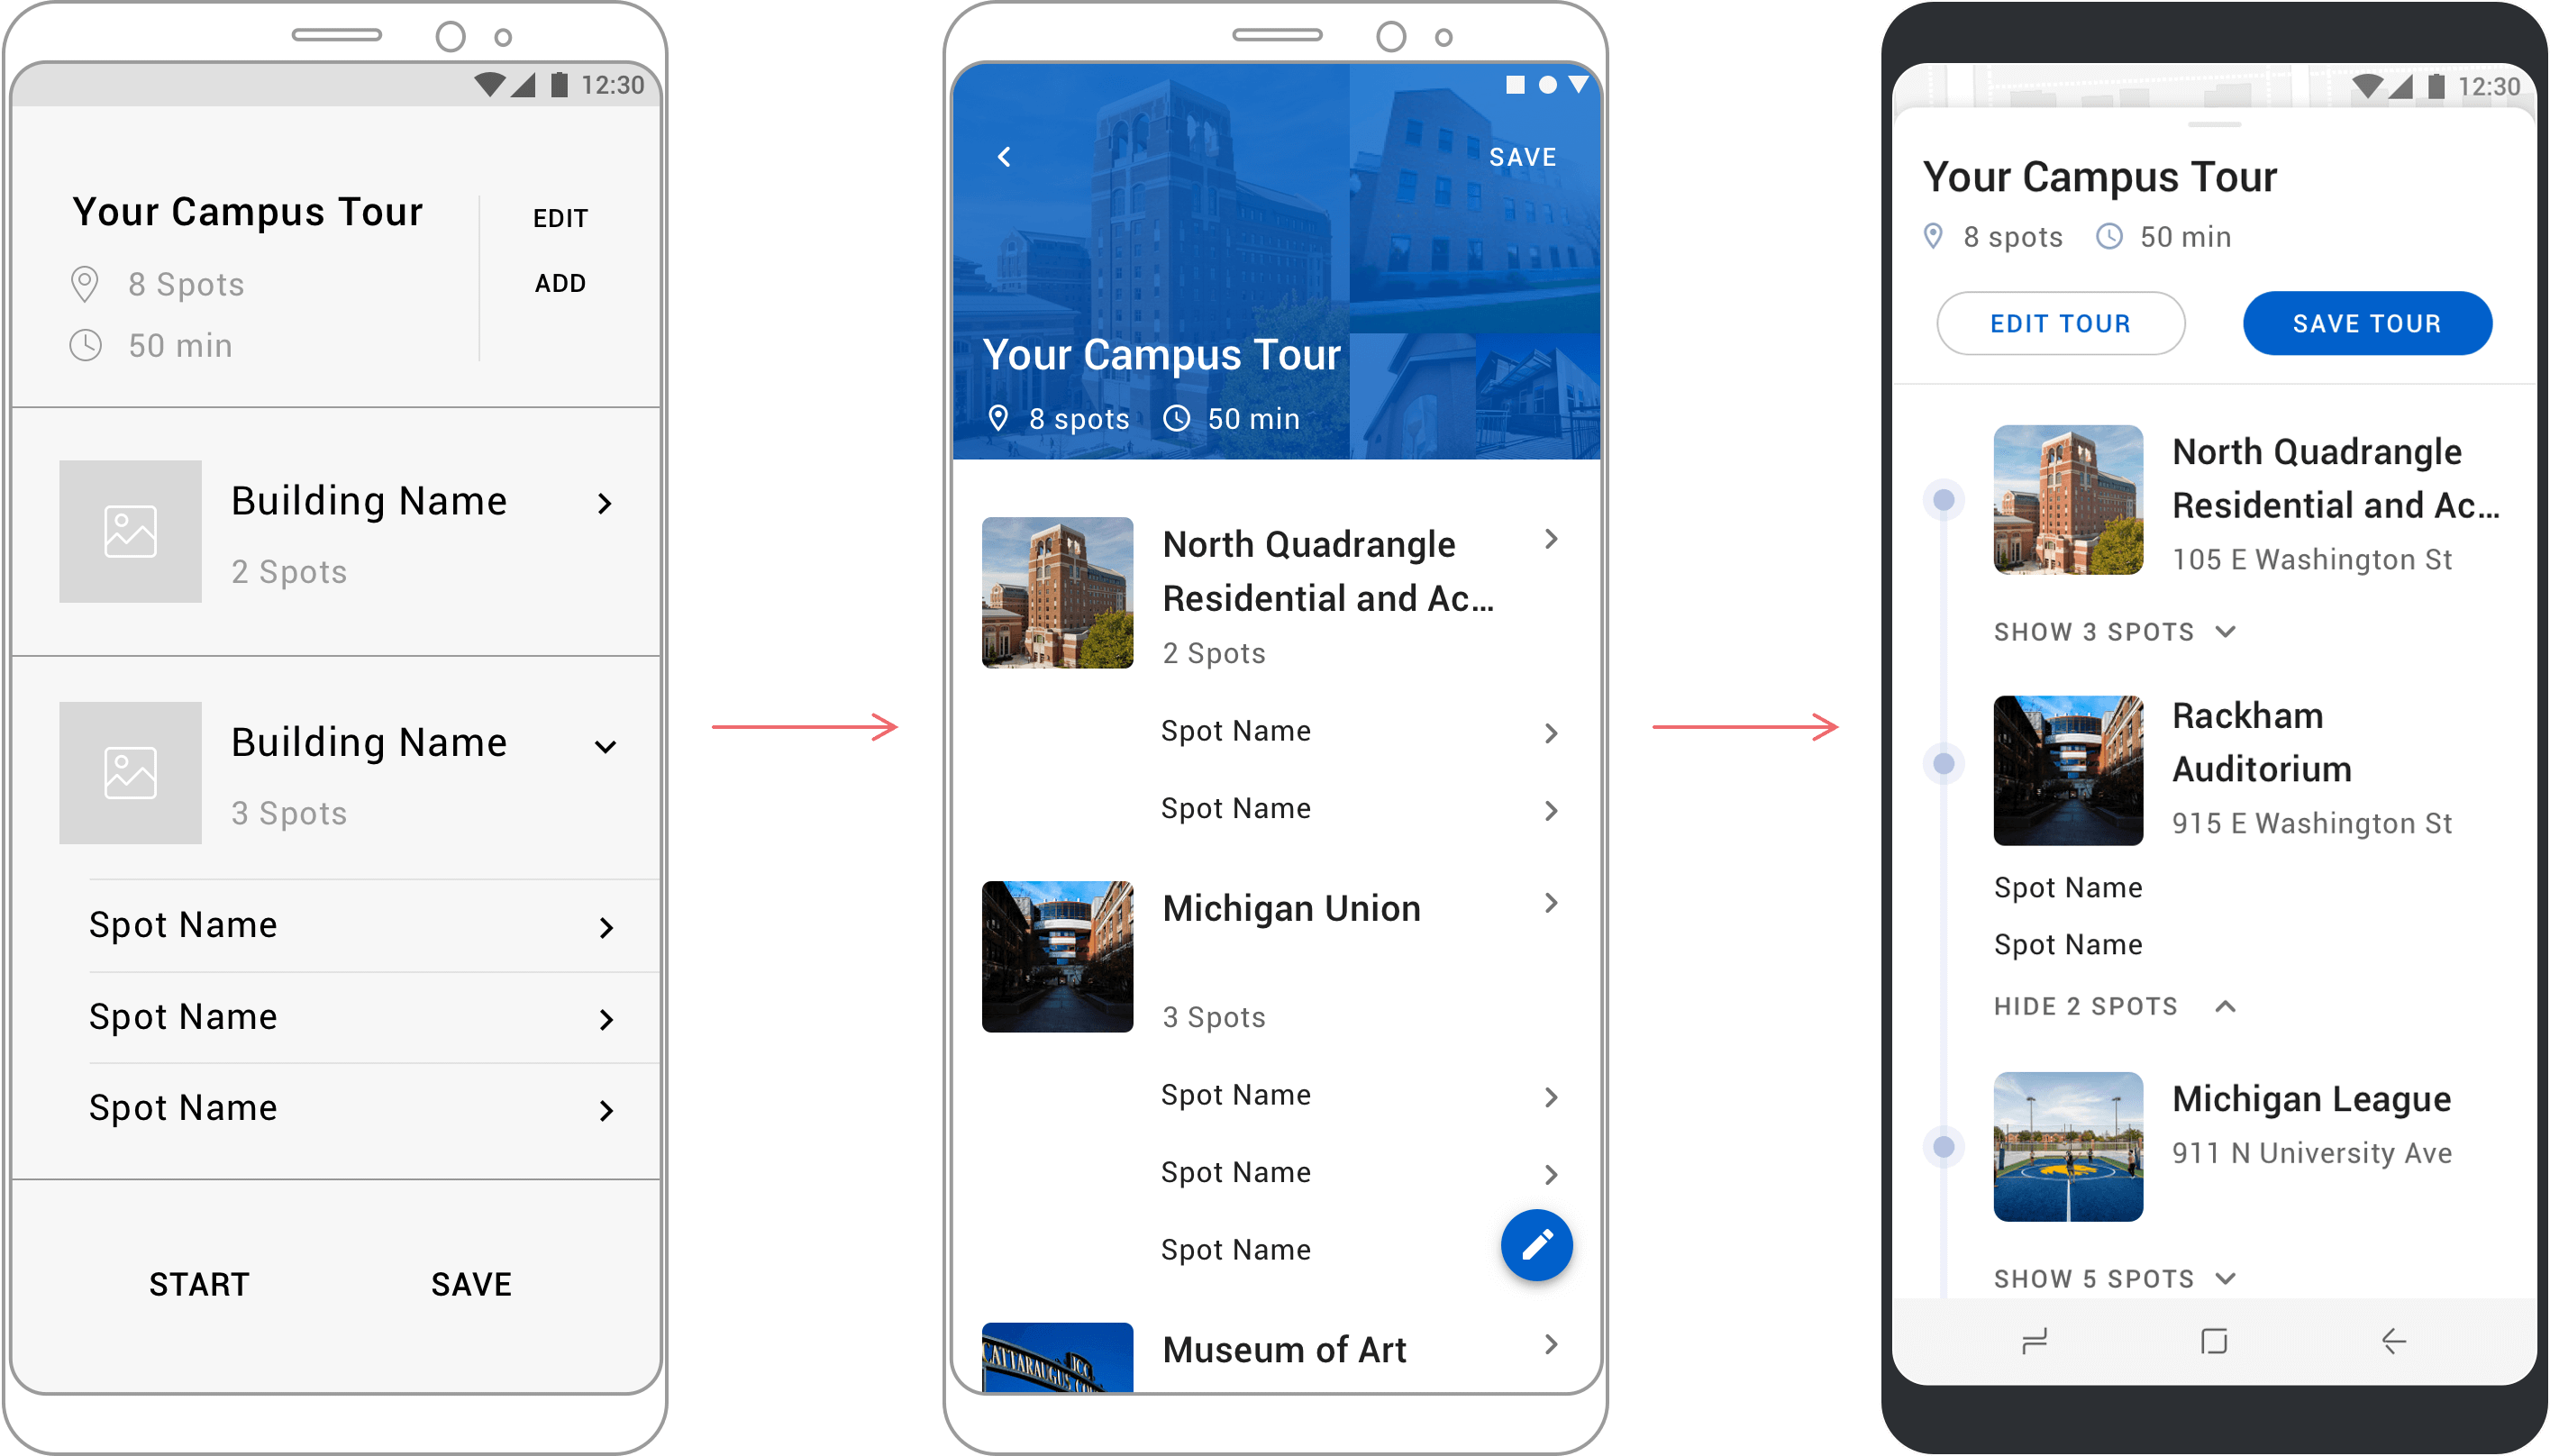 12:30
Your Campus Tour
EDIT
8 Spots
ADD
50 min
Building Name
2 Spots
Building Name
3 Spots
Spot Name
Spot Name
Spot Name
START
SAVE
SAVE
Your Campus Tour
8 spots
50 min
North Quadrangle
Residential and Ac...
2 Spots
Spot Name
Spot Name
Michigan Union
3 Spots
Spot Name
Spot Name
Spot Name
CATTARAUGUS
Museum of Art
12:30
Your Campus Tour
8 spots
50 min
EDIT TOUR
SAVE TOUR
North Quadrangle
Residential and Ac...
105 E Washington St
SHOW 3 SPOTS
Rackham
Auditorium
915 E Washington St
Spot Name
Spot Name
HIDE 2 SPOTS
Michigan League
911 N University Ave
SHOW 5 SPOTS